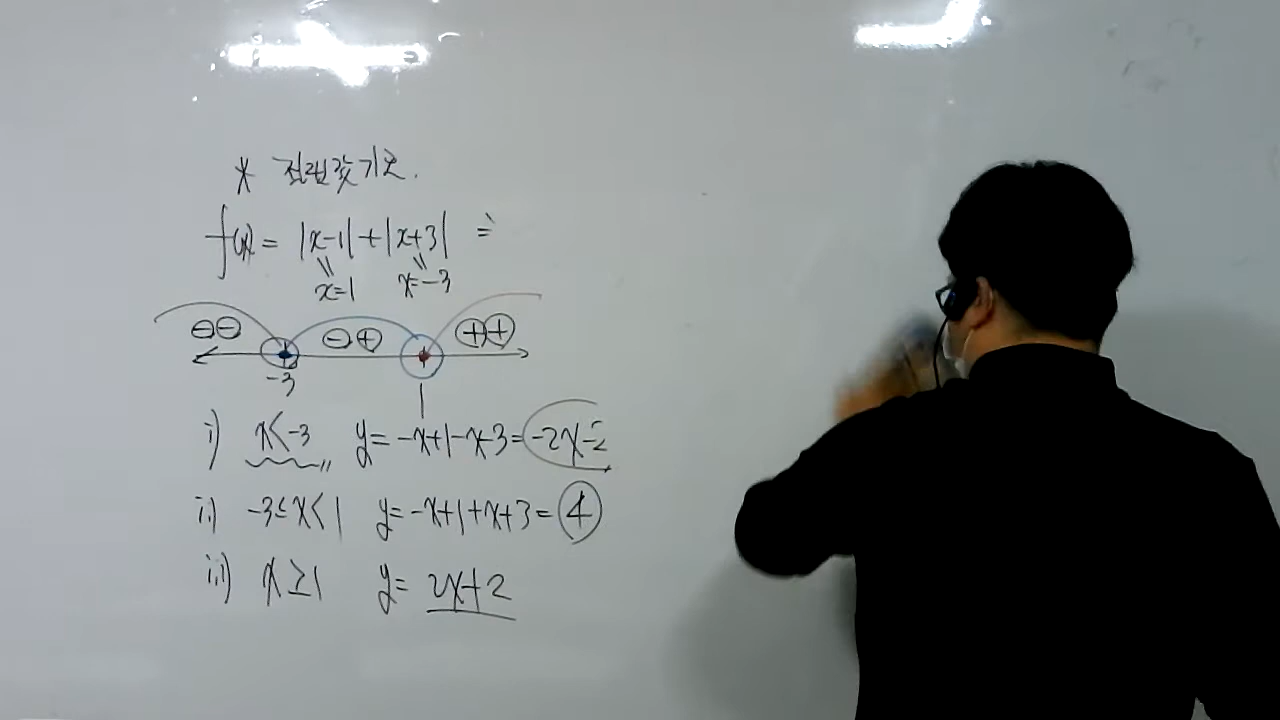 * 절댓값 기호.
f(x) = |x-1| + |x+3| =
x=1 x=-3
⊖⊖ ⊖⊕ ⊕⊕
-3 1
i) x<-3 y= -x+1-x-3 = -2x-2
ii) -3≤x<1 y= -x+1+x+3 = 4
iii) x≥1 y= 2x+2